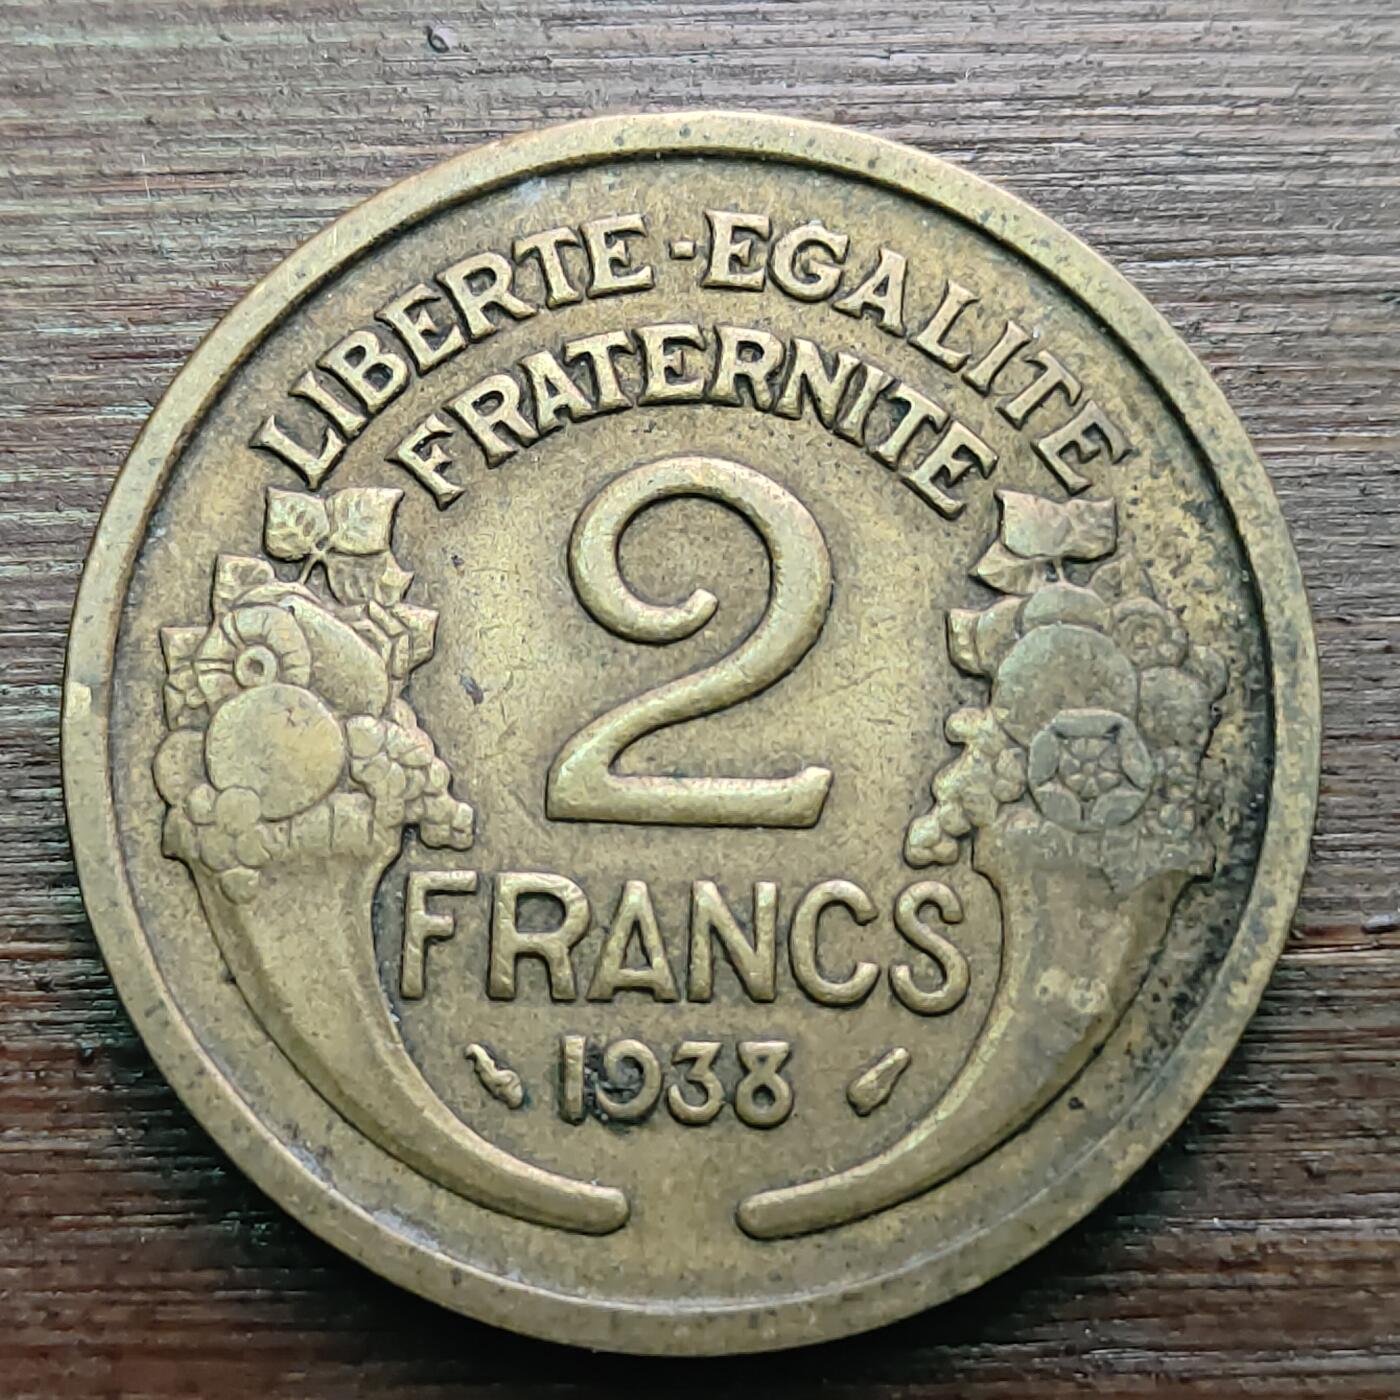 LIBERTE-EGALITE
FRATERNITE
2
FRANCS
1938